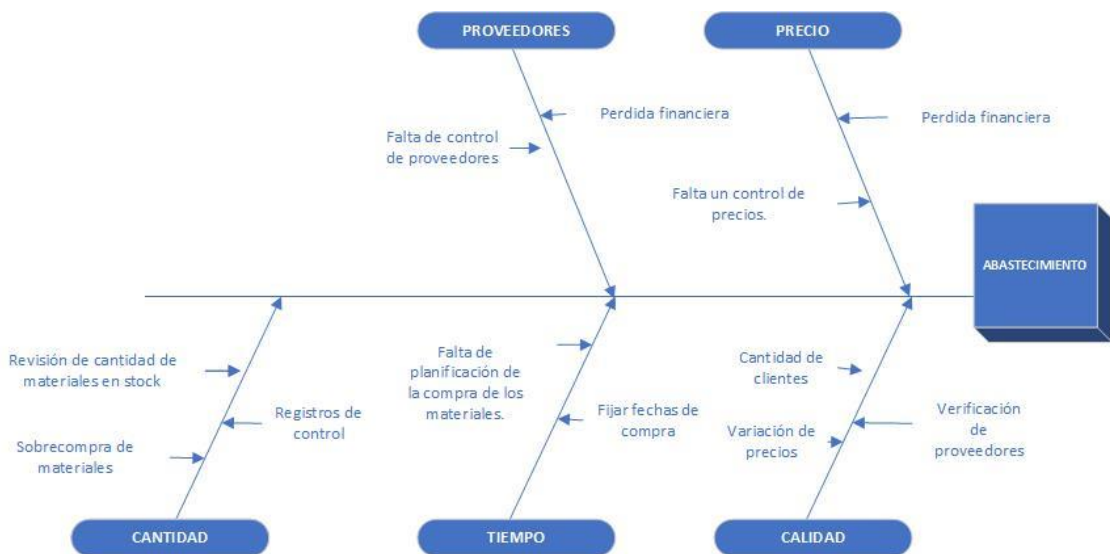 PROVEEDORES
PRECIO
Perdida financiera
Falta de control
de proveedores
Perdida financiera
Falta un control de
precios.
ABASTECIMIENTO
Revisión de cantidad de
materiales en stock
Registros de
control
Sobrecompra de
materiales
Falta de
planificación de
la compra de los
materiales.
Fijar fechas de
compra
Cantidad de
clientes
Variación de
precios
Verificación
de
proveedores
CANTIDAD
TIEMPO
CALIDAD